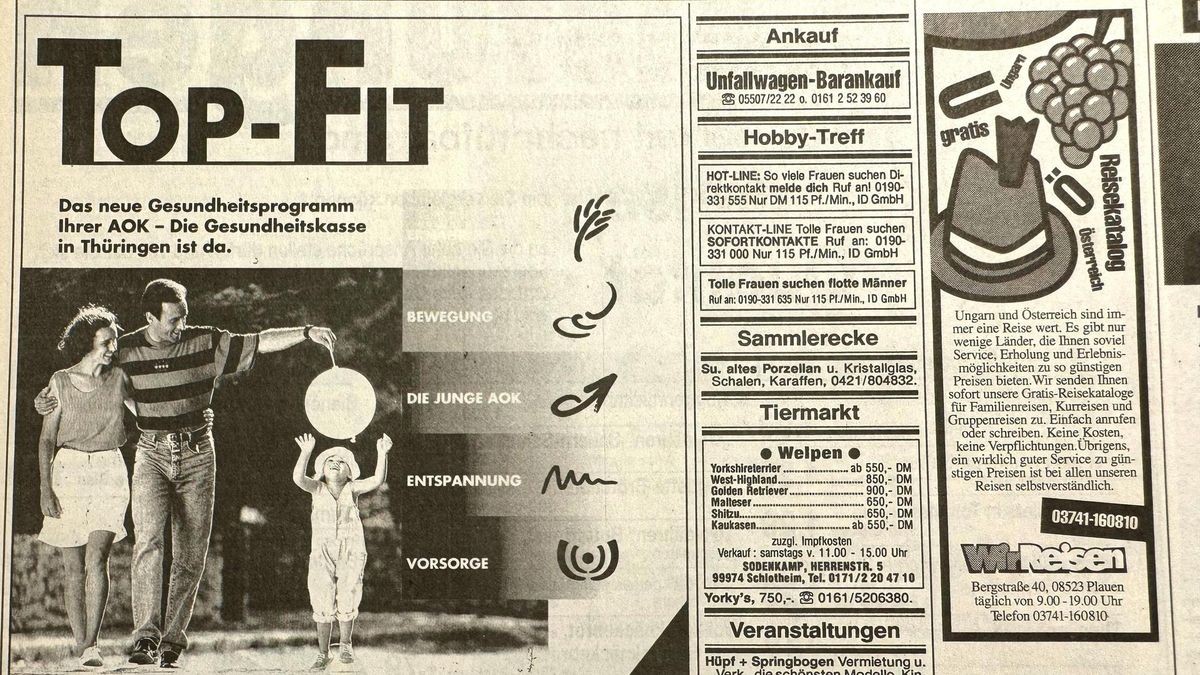 TOP-FIT
Das neue Gesundheitsprogramm
Ihrer AOK – Die Gesundheitskasse
in Thüringen ist da.
BEWEGUNG
DIE JUNGE AOK
ENTSPANNUNG
VORSORGE
Ankauf
Unfallwagen-Barankauf
☎ 05507/22 22 o. 0161 2 52 39 60
Hobby-Treff
HOT-LINE: So viele Frauen suchen Di-
rektkontakt melde dich Ruf an! 0190-
331 555 Nur DM 115 Pf./Min., ID GmbH
KONTAKT-LINE Tolle Frauen suchen
SOFORTKONTAKTE Ruf an: 0190-
331 000 Nur 115 Pf./Min., ID GmbH
Tolle Frauen suchen flotte Männer
Ruf an: 0190-331 635 Nur 115 Pf./Min., ID GmbH
Sammlerecke
Su. altes Porzellan u. Kristallglas,
Schalen, Karaffen, 0421/804832.
Tiermarkt
● Welpen ●
Yorkshireterrier ........ ab 550,- DM
West-Highland ........ 850,- DM
Golden Retriever ........ 900,- DM
Malteser ........ 650,- DM
Shitzu ........ 650,- DM
Kaukasen ........ ab 550,- DM
zuzgl. Impfkosten
Verkauf : samstags v. 11.00 - 15.00 Uhr
SODENKAMP, HERRENSTR. 5
99974 Schlotheim, Tel. 0171/2 20 47 10
Yorky's, 750,-. ☎ 0161/5206380.
Veranstaltungen
Hüpf + Springbogen Vermietung u.
Verk., die schönsten Modelle, Kin-
Ungarn
U
gratis
Ö
Reisekatalog
Österreich
Ungarn und Österreich sind im-
mer eine Reise wert. Es gibt nur
wenige Länder, die Ihnen soviel
Service, Erholung und Erlebnis-
möglichkeiten zu so günstigen
Preisen bieten.Wir senden Ihnen
sofort unsere Gratis-Reisekataloge
für Familienreisen, Kurreisen und
Gruppenreisen zu. Einfach anrufen
oder schreiben. Keine Kosten,
keine Verpflichtungen.Übrigens,
ein wirklich guter Service zu gün-
stigen Preisen ist bei allen unseren
Reisen selbstverständlich.
03741-160810
WirReisen
Bergstraße 40, 08523 Plauen
täglich von 9.00 -19.00 Uhr
Telefon 03741-160810